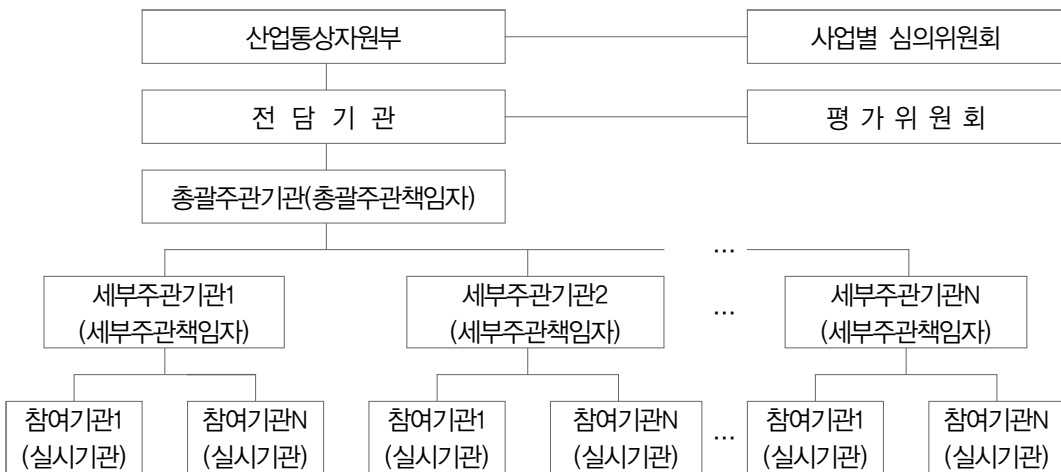 산업통상자원부
사업별 심의위원회
전 담 기 관
평 가 위 원 회
총괄주관기관(총괄주관책임자)
...
세부주관기관1
(세부주관책임자)
세부주관기관2
(세부주관책임자)
...
세부주관기관N
(세부주관책임자)
참여기관1
(실시기관)
참여기관N
(실시기관)
참여기관1
(실시기관)
참여기관N
(실시기관)
...
참여기관1
(실시기관)
참여기관N
(실시기관)